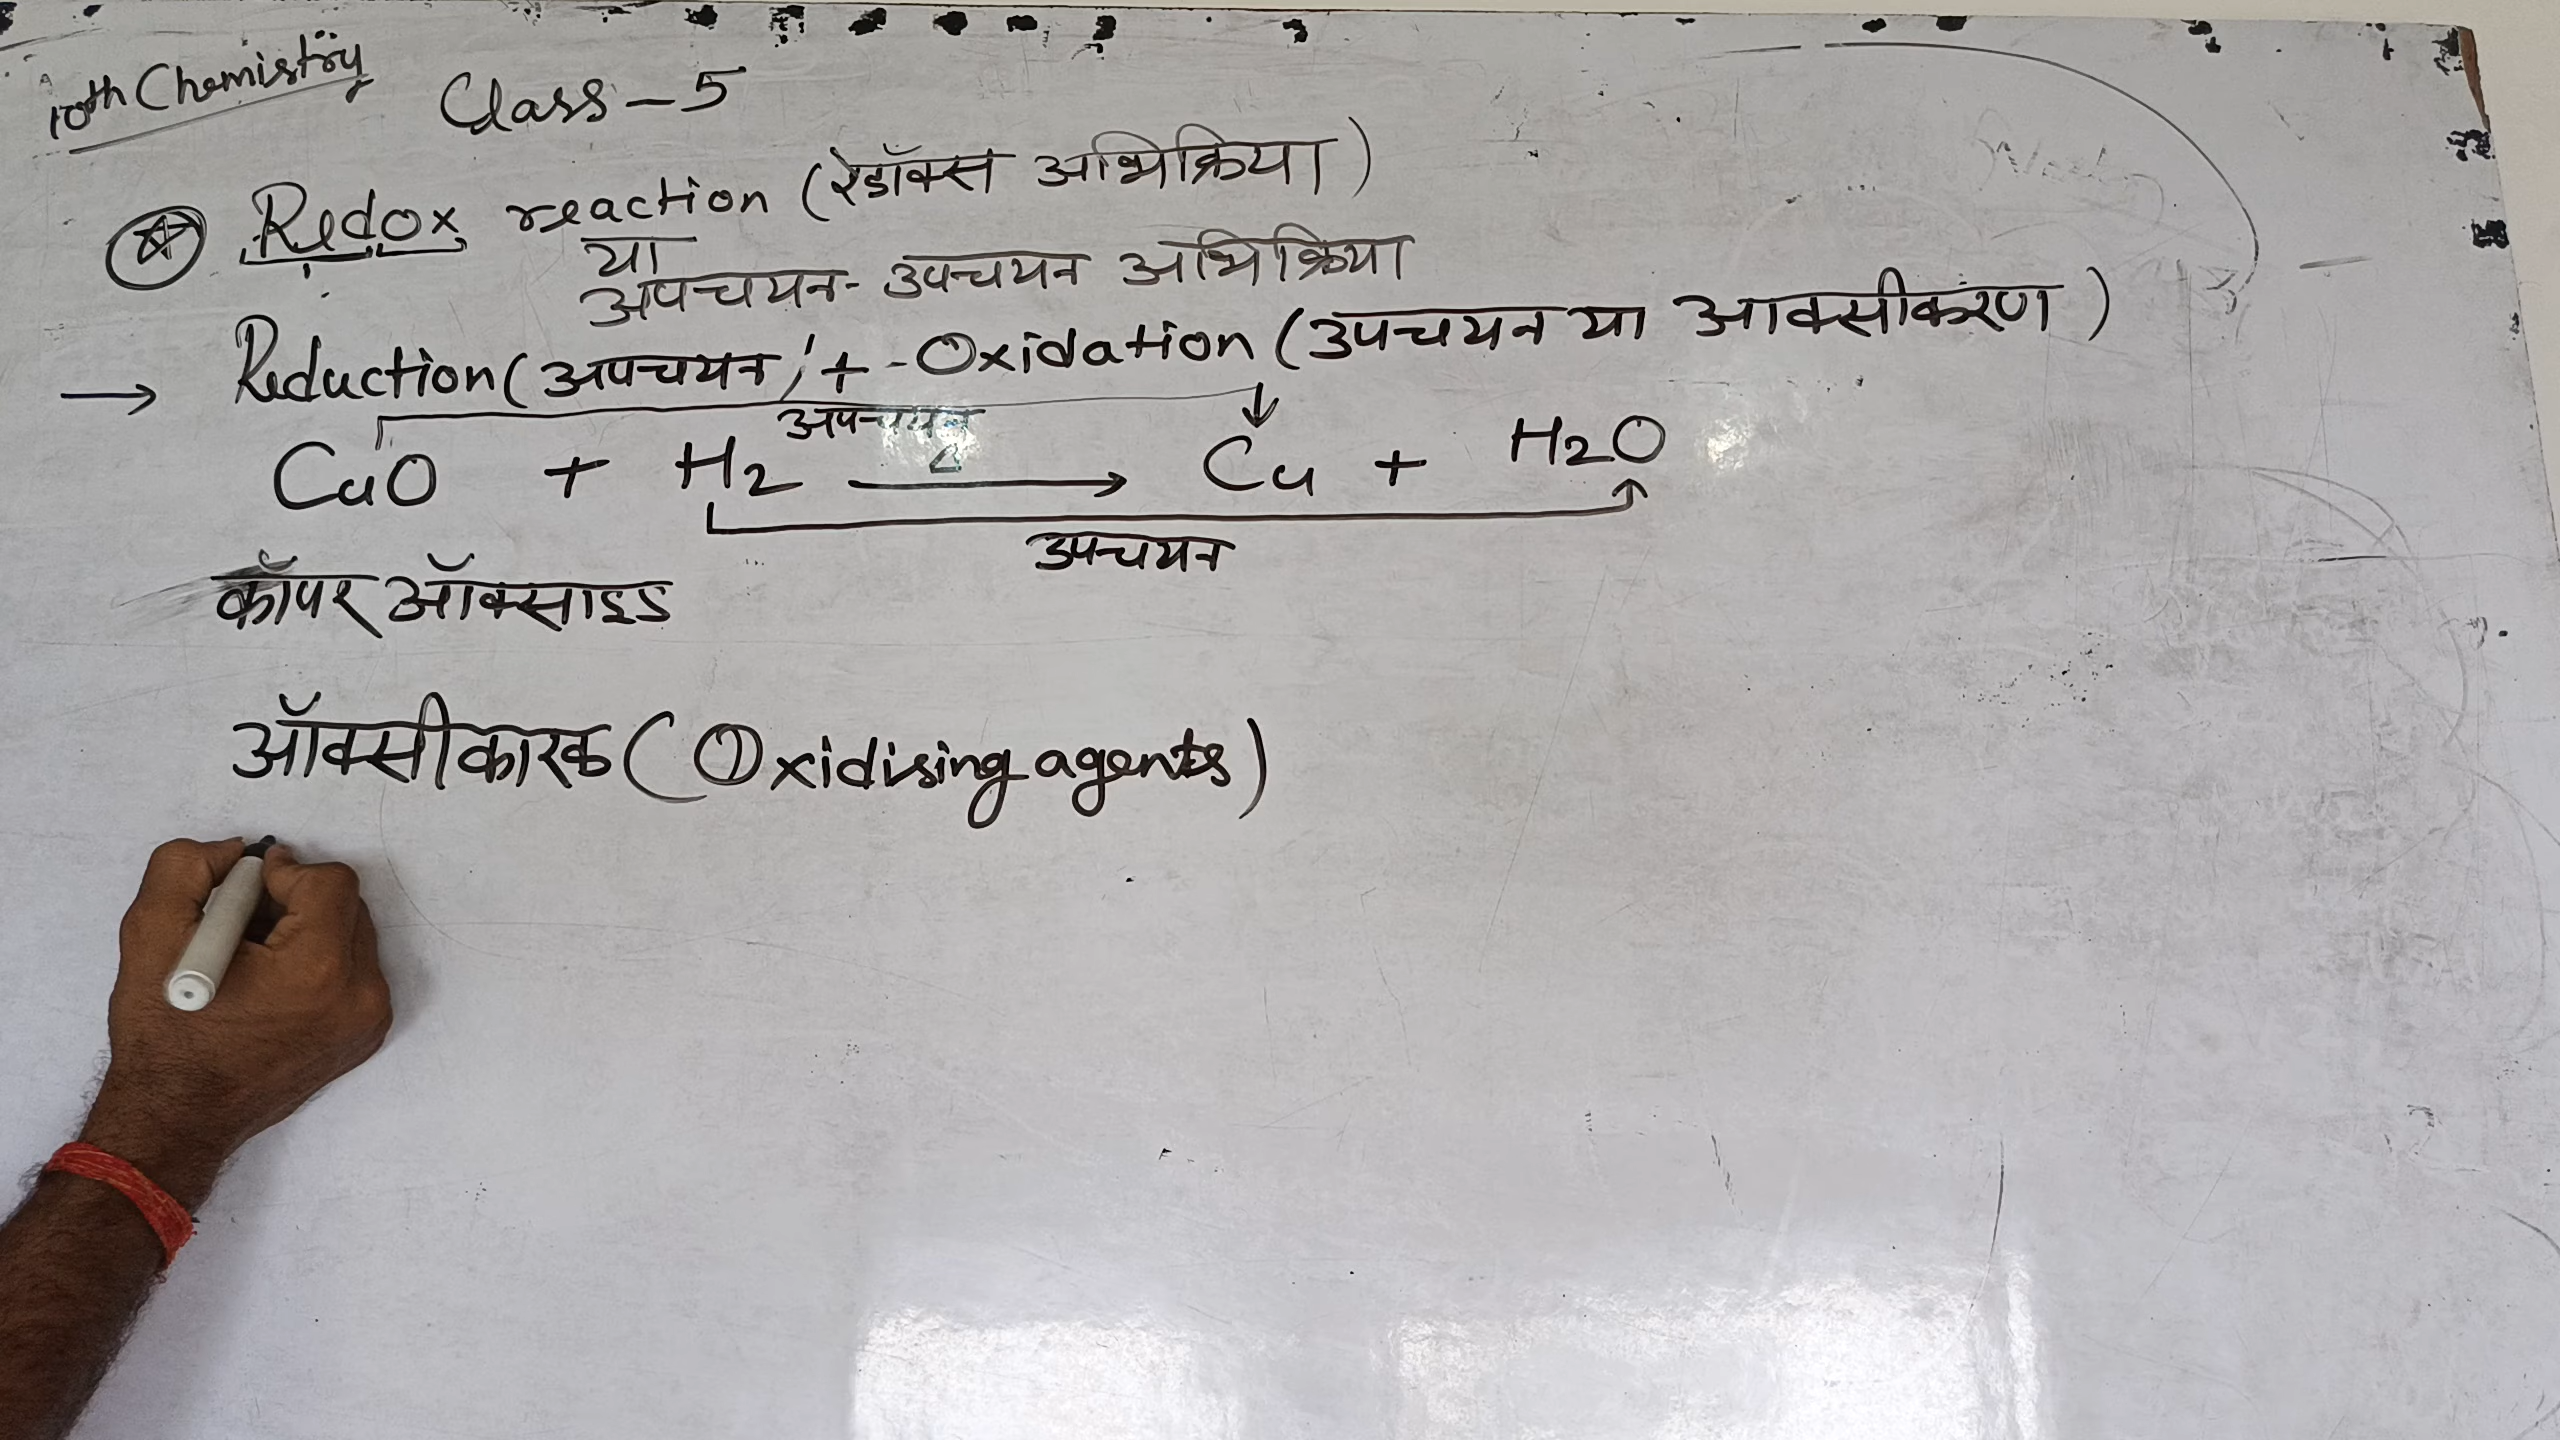 10th Chemistry
Class - 5
Redox reaction (रेडॉक्स अभिक्रिया)
या
अपचयन - उपचयन अभिक्रिया
→ Reduction (अपचयन) + Oxidation (उपचयन या आक्सीकरण)
अपचयन
CuO + H2 —Δ→ Cu + H2O
उपचयन
कॉपर ऑक्साइड
ऑक्सीकारक (Oxidising agents)